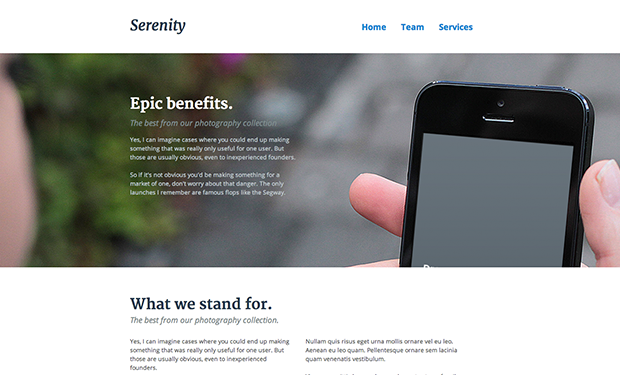 Serenity
Home Team Services
Epic benefits.
The best from our photography collection
Yes, I can imagine cases where you could end up making
something that was really only useful for one user. But
those are usually obvious, even to inexperienced founders.
So if it's not obvious you'd be making something for a
market of one, don't worry about that danger. The only
launches I remember are famous flops like the Segway.
What we stand for.
The best from our photography collection.
Yes, I can imagine cases where you could end up making
something that was really only useful for one user. But
those are usually obvious, even to inexperienced
founders.
Nullam quis risus eget urna mollis ornare vel eu leo.
Aenean eu leo quam. Pellentesque ornare sem lacinia
quam venenatis vestibulum.